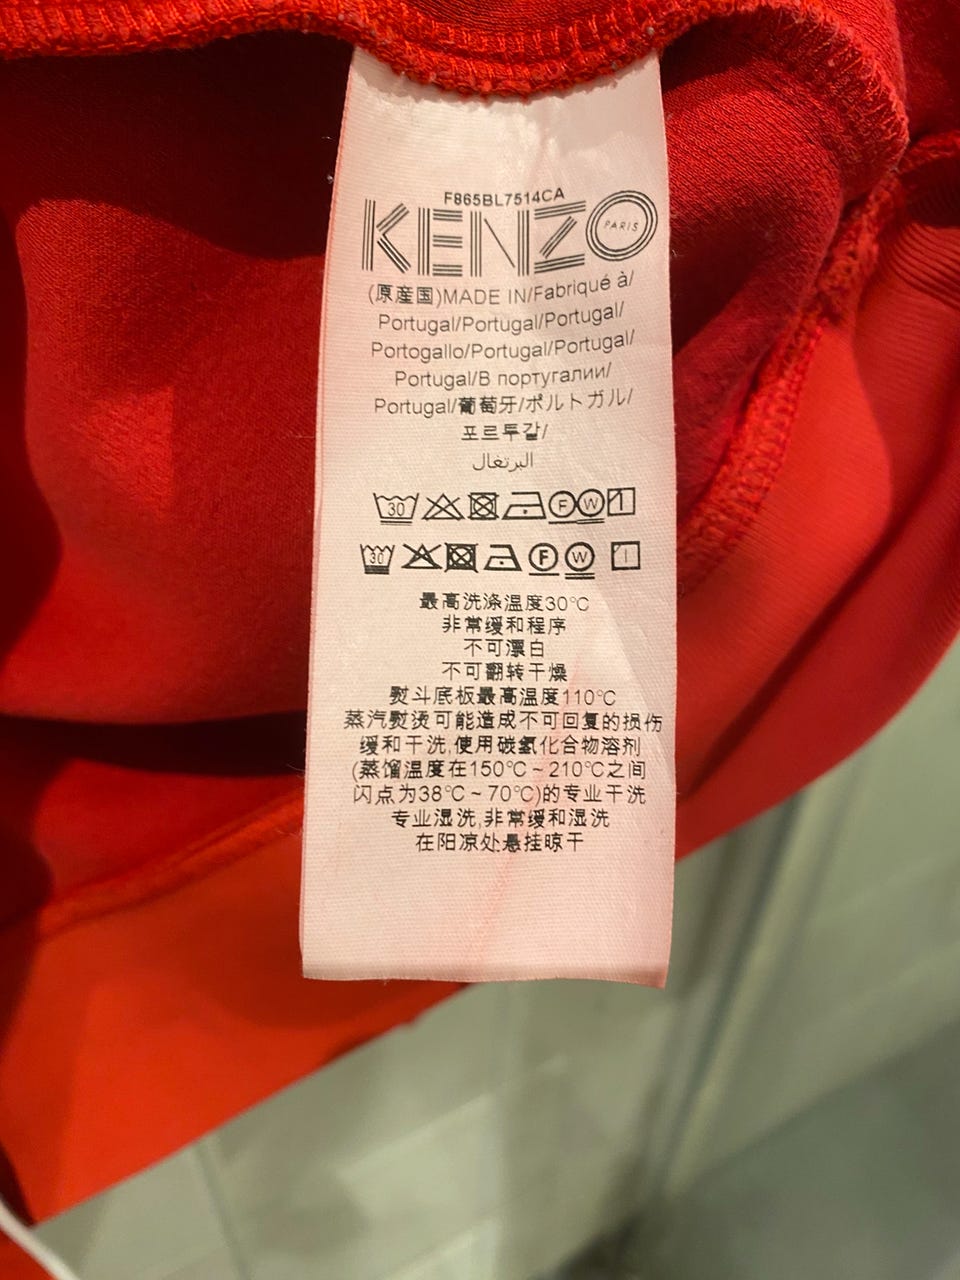 F865BL7514CA
KENZO
PARIS
(原産国)MADE IN/Fabriqué à/
Portugal/Portugal/Portugal/
Portogallo/Portugal/Portugal/
Portugal/В португалии/
Portugal/葡萄牙/ポルトガル/
포르투갈/
البرتغال
30 F W
30 F W
最高洗涤温度30°C
非常缓和程序
不可漂白
不可翻转干燥
熨斗底板最高温度110°C
蒸汽熨烫可能造成不可回复的损伤
缓和干洗,使用碳氢化合物溶剂
(蒸馏温度在150°C~210°C之间
闪点为38°C~70°C)的专业干洗
专业湿洗,非常缓和湿洗
在阳凉处悬挂晾干